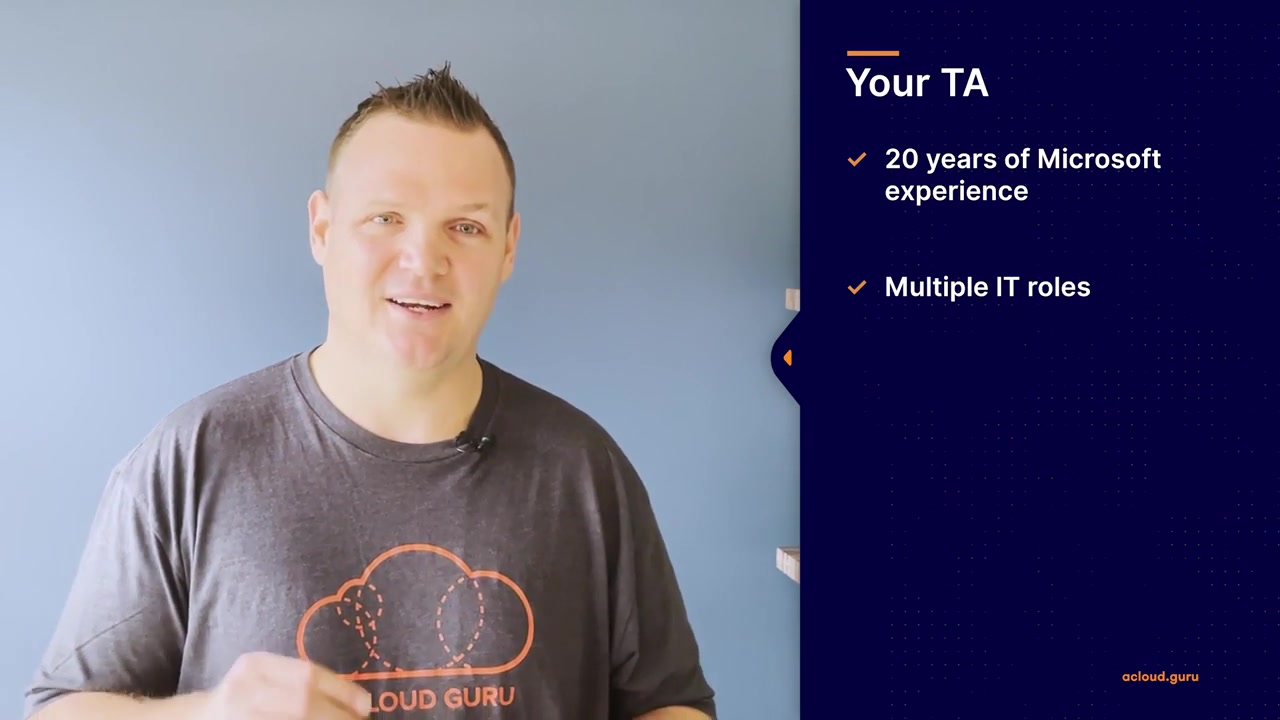 Your TA
20 years of Microsoft
experience
Multiple IT roles
LOUD GURU
acloud.guru